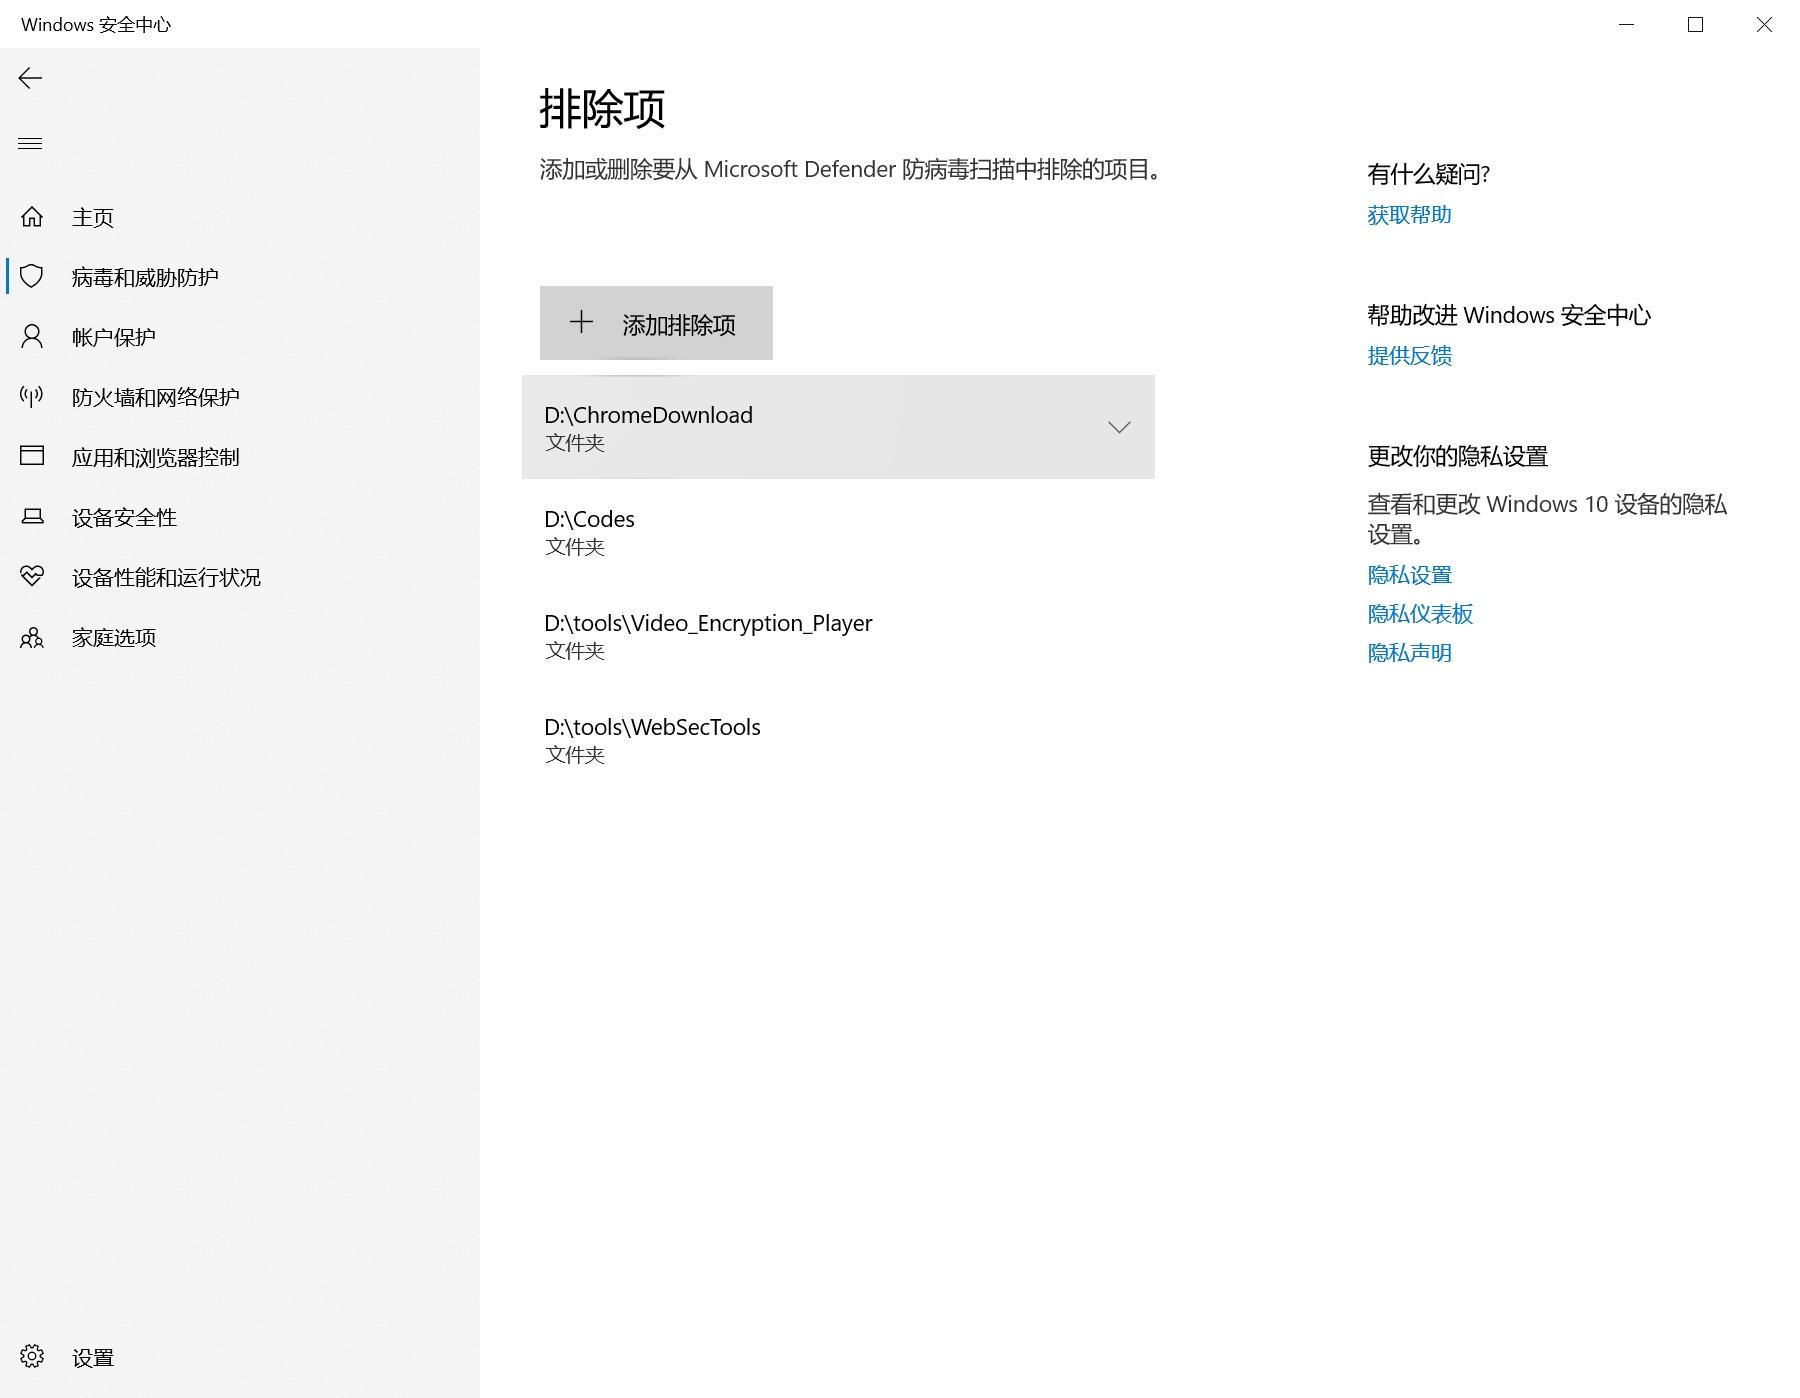 Windows 安全中心
主页
病毒和威胁防护
帐户保护
防火墙和网络保护
应用和浏览器控制
设备安全性
设备性能和运行状况
家庭选项
设置
排除项
添加或删除要从 Microsoft Defender 防病毒扫描中排除的项目。
添加排除项
D:\ChromeDownload
文件夹
D:\Codes
文件夹
D:\tools\Video_Encryption_Player
文件夹
D:\tools\WebSecTools
文件夹
有什么疑问?
获取帮助
帮助改进 Windows 安全中心
提供反馈
更改你的隐私设置
查看和更改 Windows 10 设备的隐私
设置。
隐私设置
隐私仪表板
隐私声明